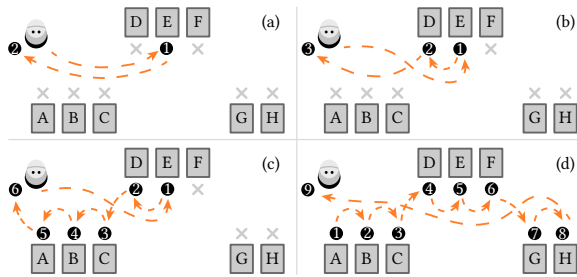 D E F (a)
2 1
A B C G H
D E F (b)
3 2 1
A B C G H
D E F (c)
6 2 1
5 4 3
A B C G H
D E F (d)
9 4 5 6
1 2 3 7 8
A B C G H